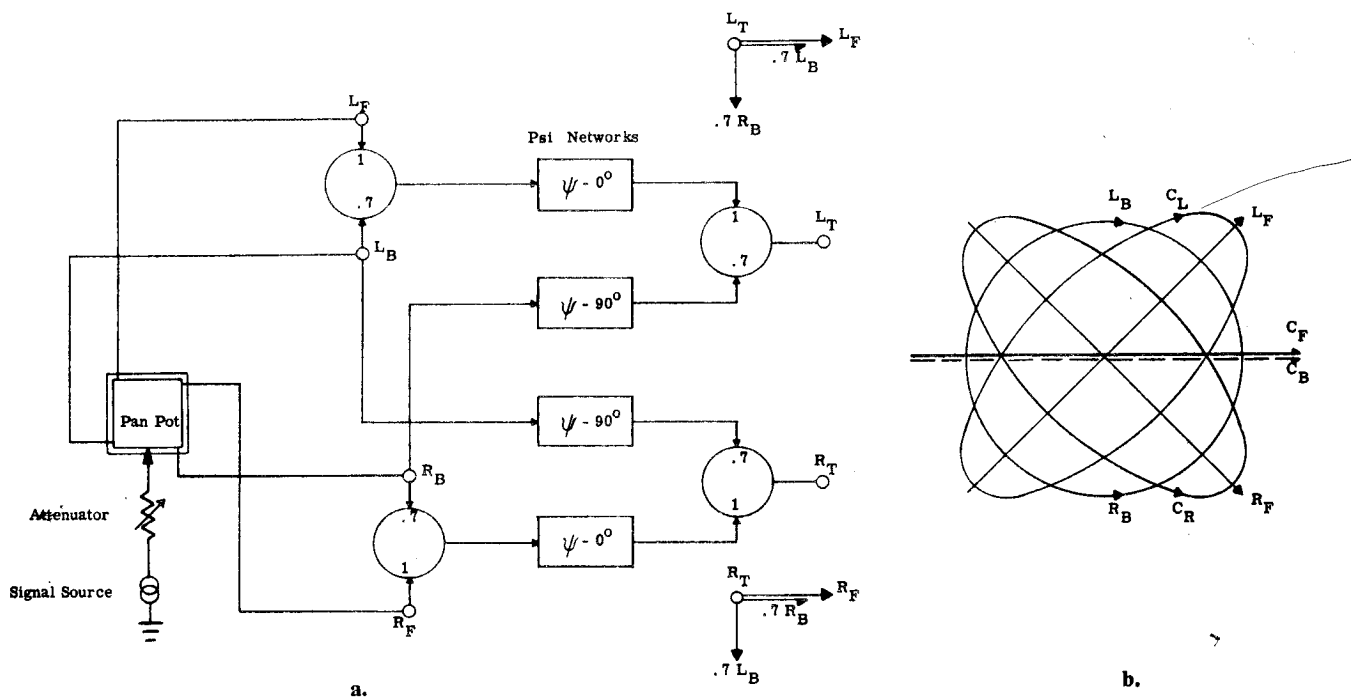 L_T
L_F
.7 L_B
.7 R_B
L_F
1
.7
L_B
Psi Networks
ψ - 0°
ψ - 90°
1
.7
L_T
Pan Pot
Attenuator
Signal Source
R_B
.7
1
R_F
ψ - 90°
ψ - 0°
.7
1
R_T
R_T
R_F
.7 R_B
.7 L_B
a.
L_B
C_L
L_F
C_F
C_B
R_B
C_R
R_F
b.